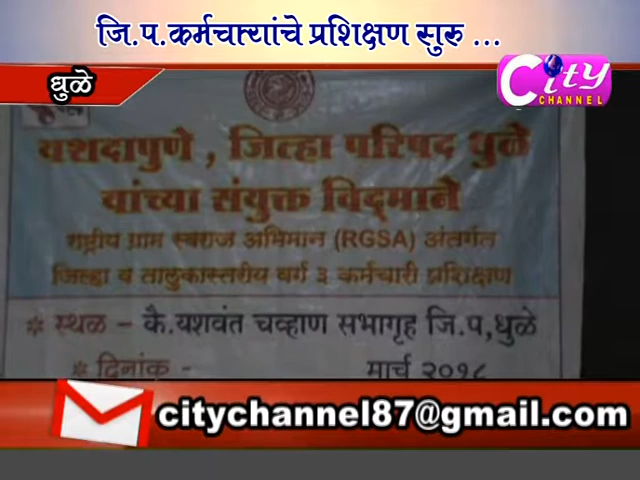 जि.प.कर्मचाऱ्यांचे प्रशिक्षण सुरु ...
धुळे
City
CHANNEL
यशदापुणे , जिल्हा परिषद धुळे
यांच्या संयुक्त विद्माने
राष्ट्रीय ग्राम स्वराज अभिमान (RGSA) अंतर्गत
जिल्हा व तालुकास्तरीय वर्ग ३ कर्मचारी प्रशिक्षण
* स्थळ - कै.यशवंत चव्हाण सभागृह जि.प,धुळे
* दिनांक - मार्च २०१८
citychannel87@gmail.com